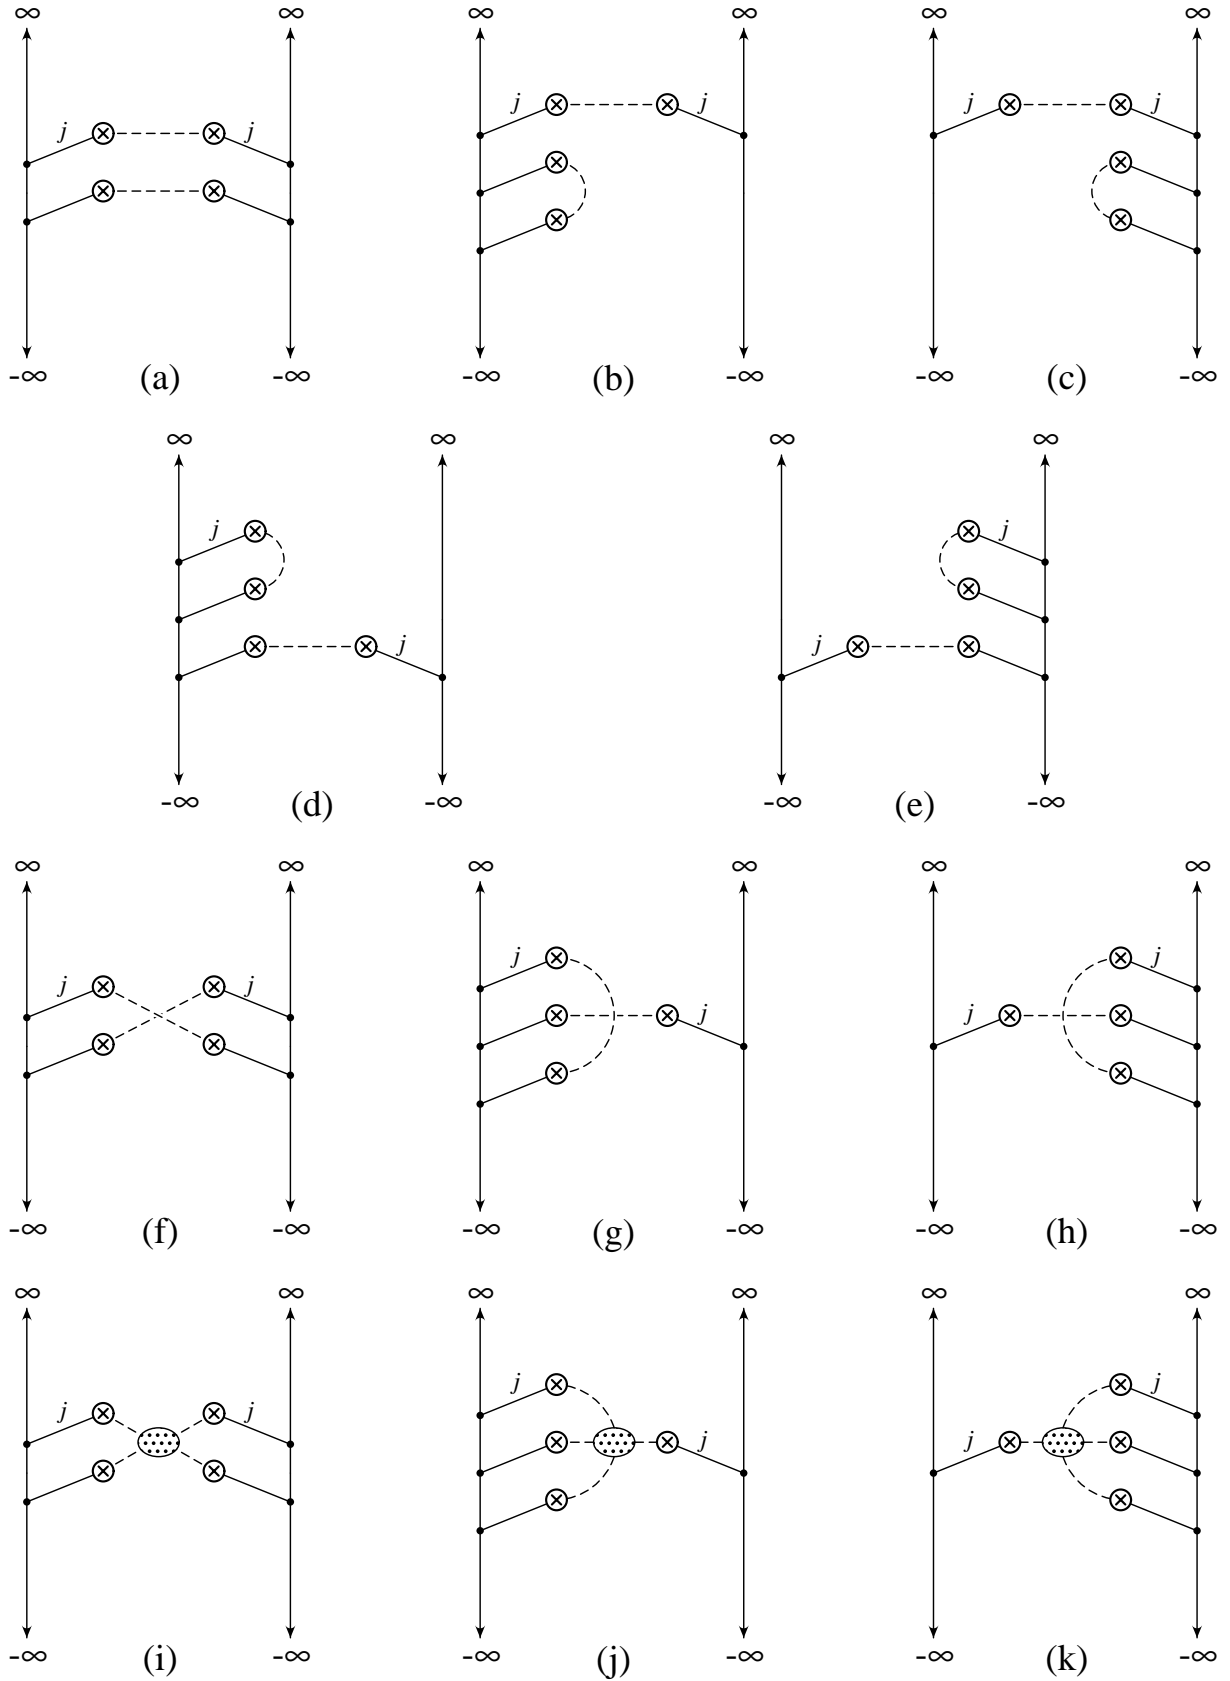 ∞ ∞ ∞ ∞ ∞ ∞
j j j j j j
-∞ (a) -∞ -∞ (b) -∞ -∞ (c) -∞
∞ ∞ ∞ ∞
j j
j j
-∞ (d) -∞ -∞ (e) -∞
∞ ∞ ∞ ∞ ∞ ∞
j j j j
j j
-∞ (f) -∞ -∞ (g) -∞ -∞ (h) -∞
∞ ∞ ∞ ∞ ∞ ∞
j j j j
j j
-∞ (i) -∞ -∞ (j) -∞ -∞ (k) -∞